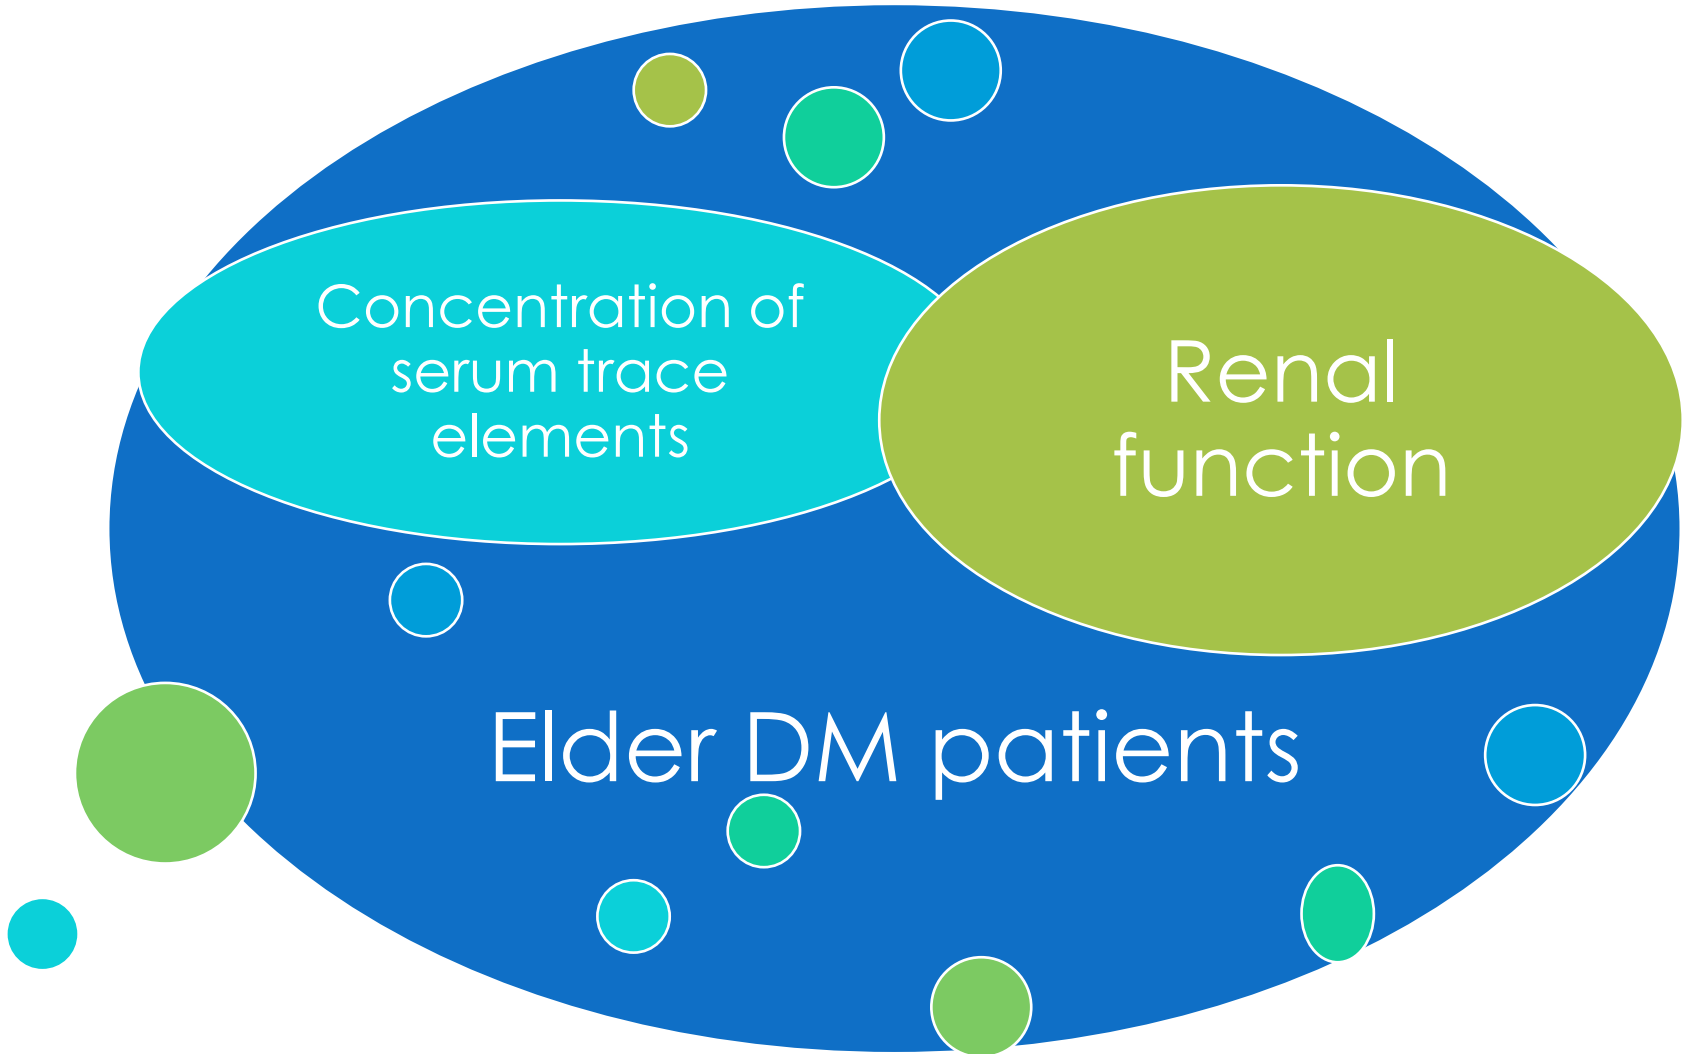 Concentration of
serum trace
elements
Renal
function
Elder DM patients